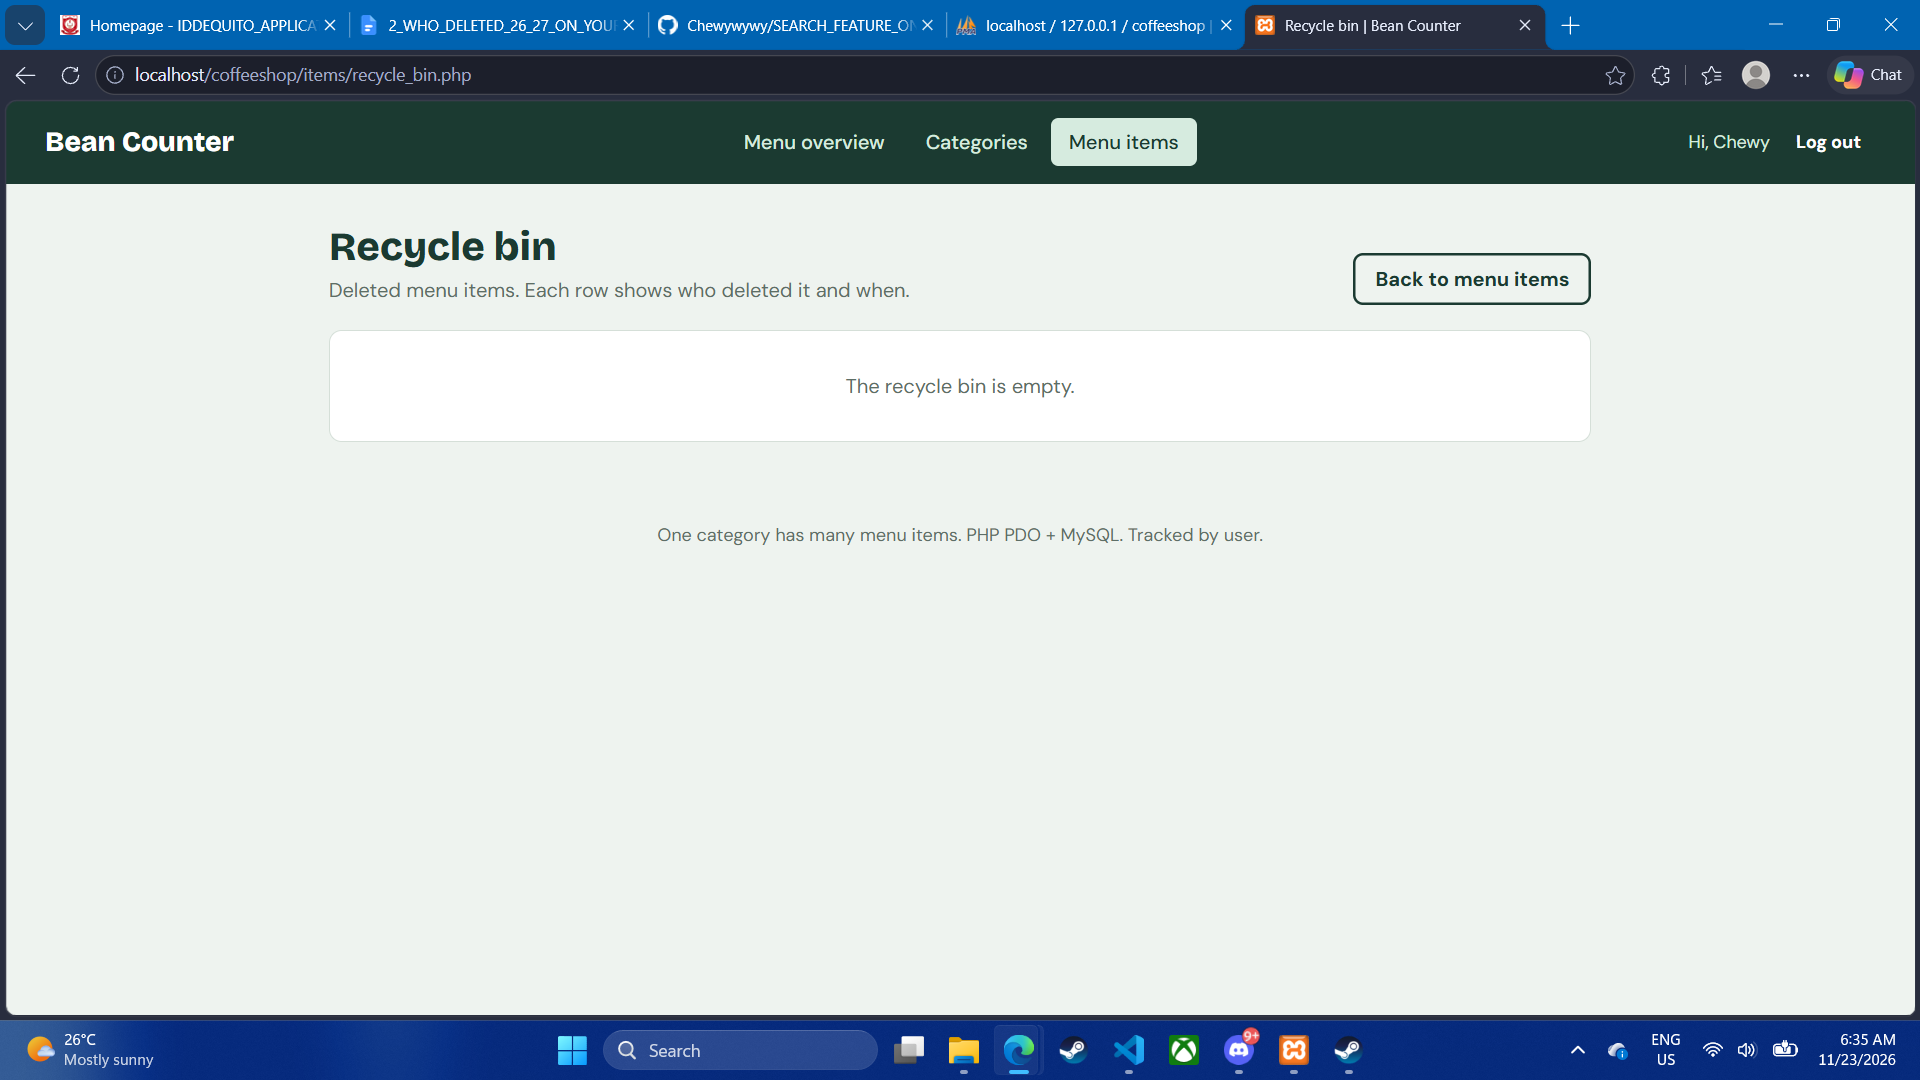 Homepage - IDDEQUITO_APPLICA
2_WHO_DELETED_26_27_ON_YOU
Chewywywy/SEARCH_FEATURE_O
localhost / 127.0.0.1 / coffeeshop |
Recycle bin | Bean Counter
localhost/coffeeshop/items/recycle_bin.php
Chat
Bean Counter
Menu overview
Categories
Menu items
Hi, Chewy
Log out
Recycle bin
Deleted menu items. Each row shows who deleted it and when.
Back to menu items
The recycle bin is empty.
One category has many menu items. PHP PDO + MySQL. Tracked by user.
26°C
Mostly sunny
Search
9+
ENG
US
6:35 AM
11/23/2026